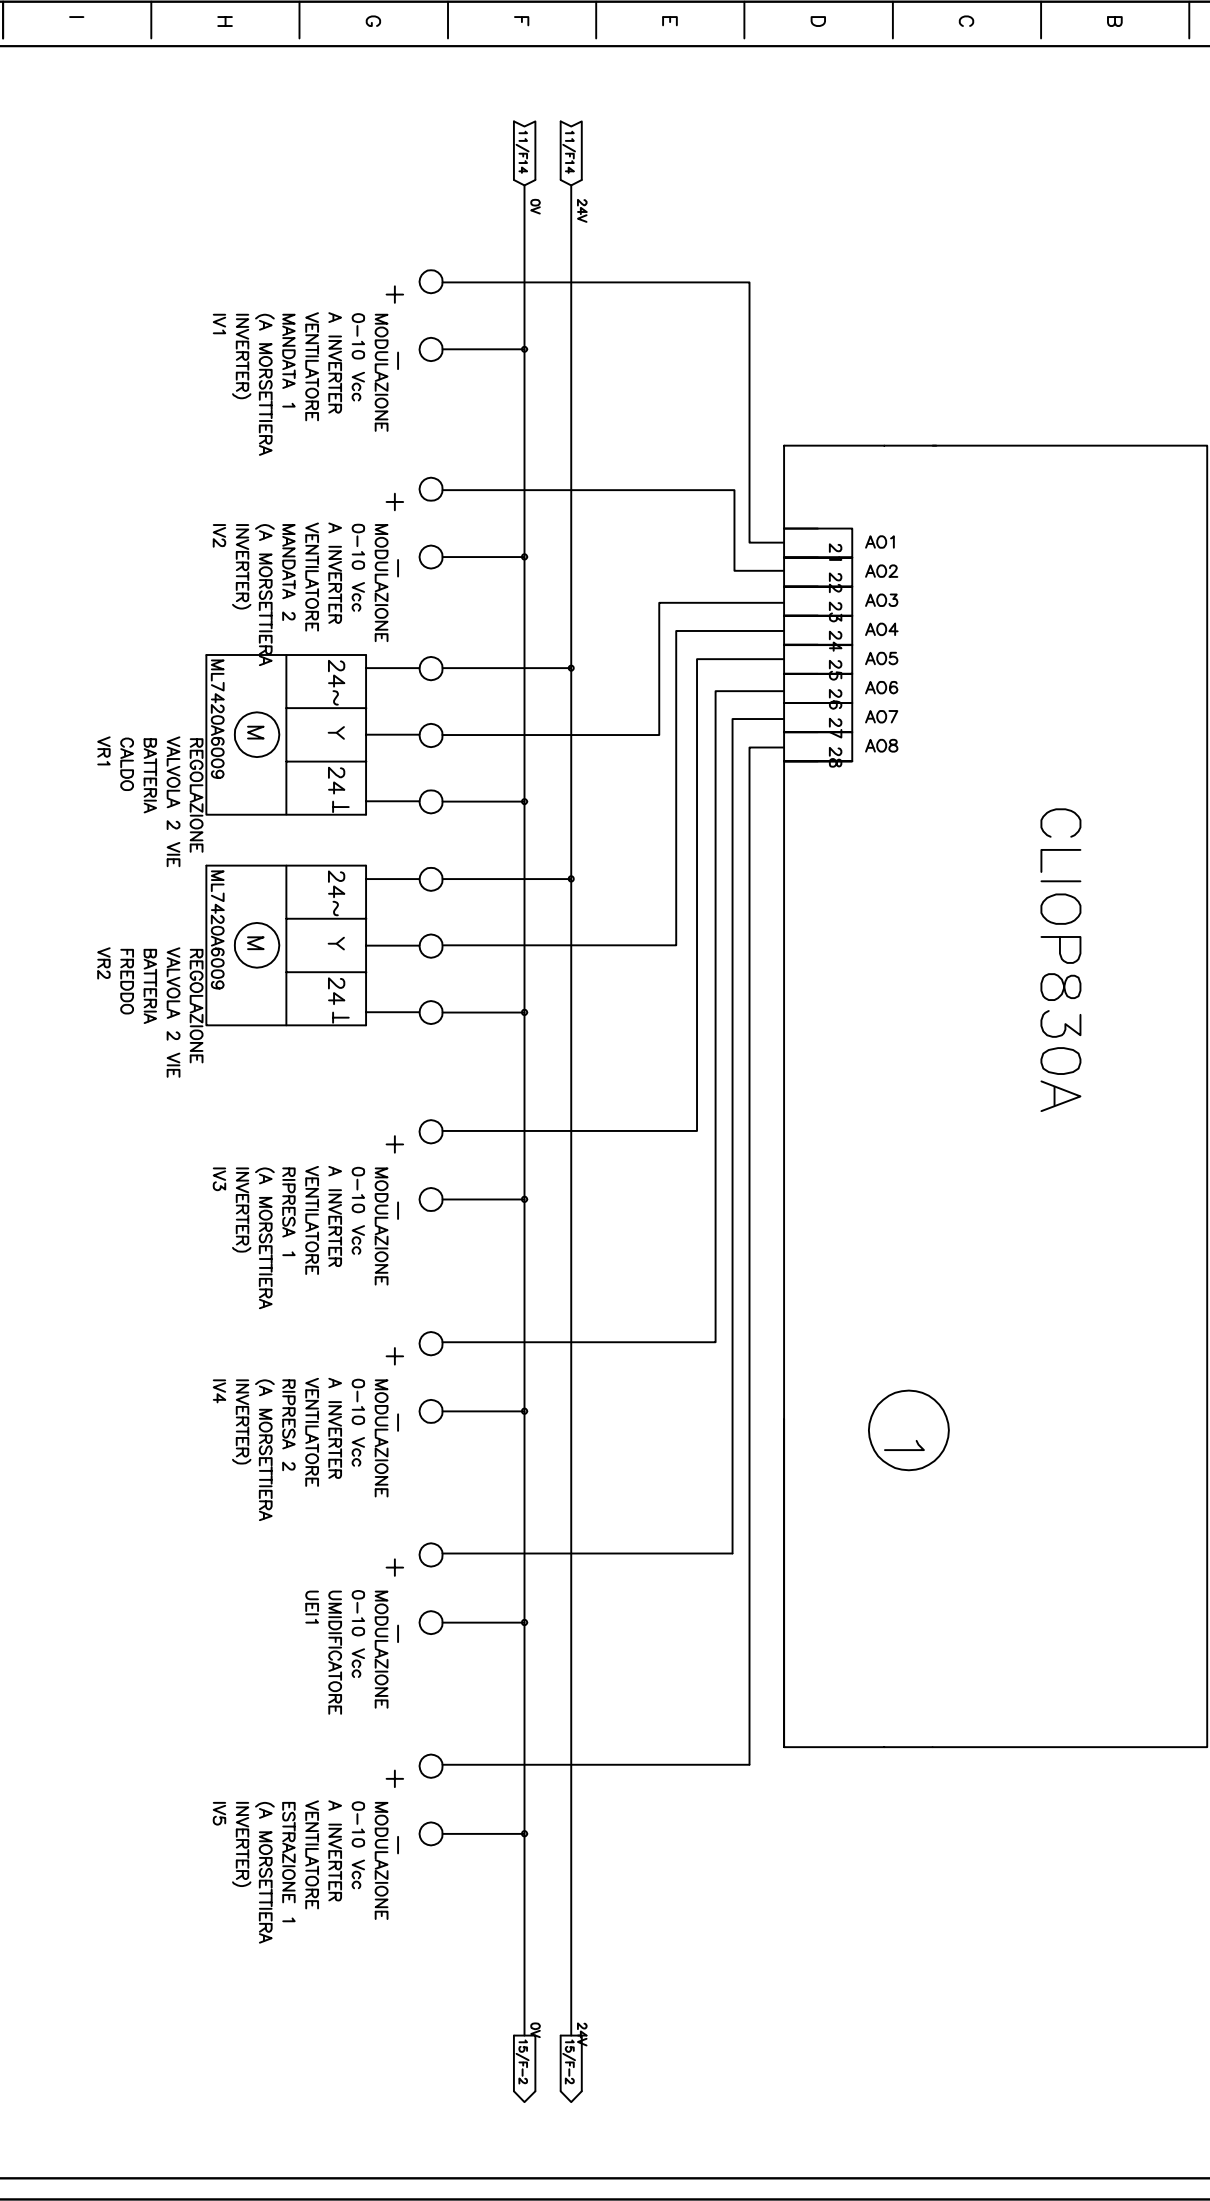 B
C
D
E
F
G
H
I
CLIOP830A
1
AO1
AO2
AO3
AO4
AO5
AO6
AO7
AO8
21
22
23
24
25
26
27
28
11/F14
24V
24V
15/F-2
11/F14
0V
0V
15/F-2
+
–
MODULAZIONE
0-10 Vcc
A INVERTER
VENTILATORE
MANDATA 1
(A MORSETTIERA
INVERTER)
IV1
+
–
MODULAZIONE
0-10 Vcc
A INVERTER
VENTILATORE
MANDATA 2
(A MORSETTIERA
INVERTER)
IV2
24~
Y
24⊥
M
ML7420A6009
REGOLAZIONE
VALVOLA 2 VIE
BATTERIA
CALDO
VR1
24~
Y
24⊥
M
ML7420A6009
REGOLAZIONE
VALVOLA 2 VIE
BATTERIA
FREDDO
VR2
+
–
MODULAZIONE
0-10 Vcc
A INVERTER
VENTILATORE
RIPRESA 1
(A MORSETTIERA
INVERTER)
IV3
+
–
MODULAZIONE
0-10 Vcc
A INVERTER
VENTILATORE
RIPRESA 2
(A MORSETTIERA
INVERTER)
IV4
+
–
MODULAZIONE
0-10 Vcc
UMIDIFICATORE
UEI1
+
–
MODULAZIONE
0-10 Vcc
A INVERTER
VENTILATORE
ESTRAZIONE 1
(A MORSETTIERA
INVERTER)
IV5